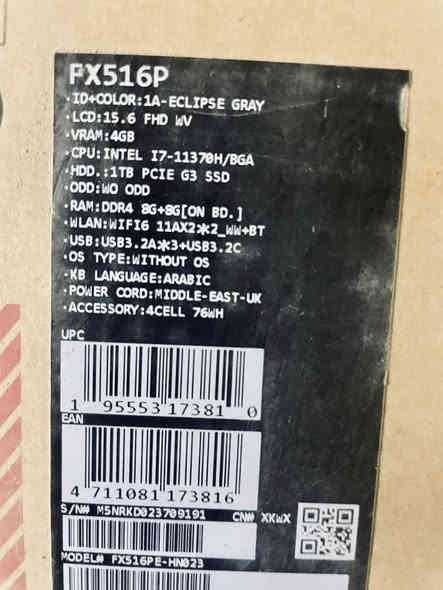 FX516P
·ID+COLOR:1A-ECLIPSE GRAY
·LCD:15.6 FHD WV
·VRAM:4GB
·CPU:INTEL I7-11370H/BGA
·HDD.:1TB PCIE G3 SSD
·ODD:WO ODD
·RAM:DDR4 8G+8G[ON BD.]
·WLAN:WIFI6 11AX2*2_WW+BT
·USB:USB3.2A*3+USB3.2C
·OS TYPE:WITHOUT OS
·KB LANGUAGE:ARABIC
·POWER CORD:MIDDLE-EAST-UK
·ACCESSORY:4CELL 76WH
UPC
1 95553 17381 0
EAN
4 711081 173816
S/N# M5NRKD023709191 CN# XKWX
MODEL# FX516PE-HN023